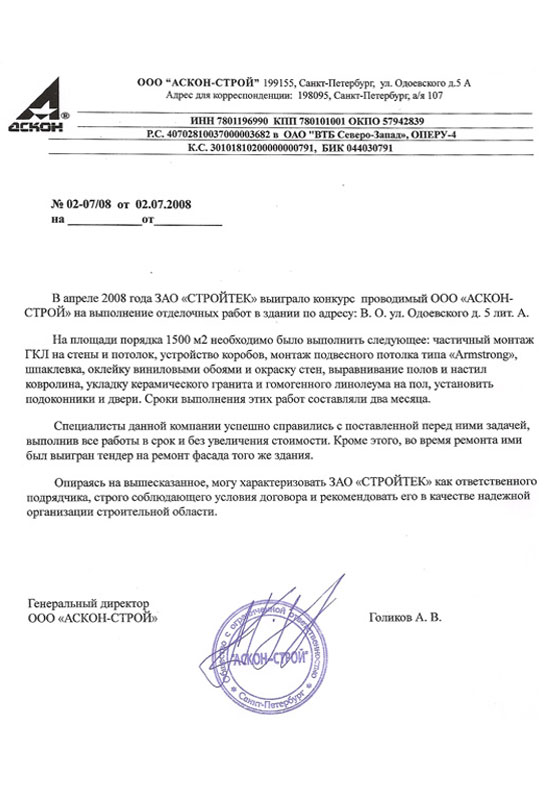 ООО “АСКОН-СТРОЙ” 199155, Санкт-Петербург, ул. Одоевского д.5 А
Адрес для корреспонденции: 198095, Санкт-Петербург, а/я 107
АСКОН®
ИНН 7801196990 КПП 780101001 ОКПО 57942839
Р.С. 40702810037000003682 в ОАО "ВТБ Северо-Запад», ОПЕРУ-4
К.С. 30101810200000000791, БИК 044030791
№ 02-07/08 от 02.07.2008
на ____________от___________
В апреле 2008 года ЗАО «СТРОЙТЕК» выиграло конкурс проводимый ООО «АСКОН-
СТРОЙ» на выполнение отделочных работ в здании по адресу: В. О. ул. Одоевского д. 5 лит. А.
На площади порядка 1500 м2 необходимо было выполнить следующее: частичный монтаж
ГКЛ на стены и потолок, устройство коробов, монтаж подвесного потолка типа «Armstrong»,
шпаклевка, оклейку виниловыми обоями и окраску стен, выравнивание полов и настил
ковролина, укладку керамического гранита и гомогенного линолеума на пол, установить
подоконники и двери. Сроки выполнения этих работ составляли два месяца.
Специалисты данной компании успешно справились с поставленной перед ними задачей,
выполнив все работы в срок и без увеличения стоимости. Кроме этого, во время ремонта ими
был выигран тендер на ремонт фасада того же здания.
Опираясь на вышесказанное, могу характеризовать ЗАО «СТРОЙТЕК» как ответственного
подрядчика, строго соблюдающего условия договора и рекомендовать его в качестве надежной
организации строительной области.
Генеральный директор
ООО «АСКОН-СТРОЙ»
Голиков А. В.
Общество с ограниченной ответственностью
"АСКОН-СТРОЙ"
Санкт-Петербург